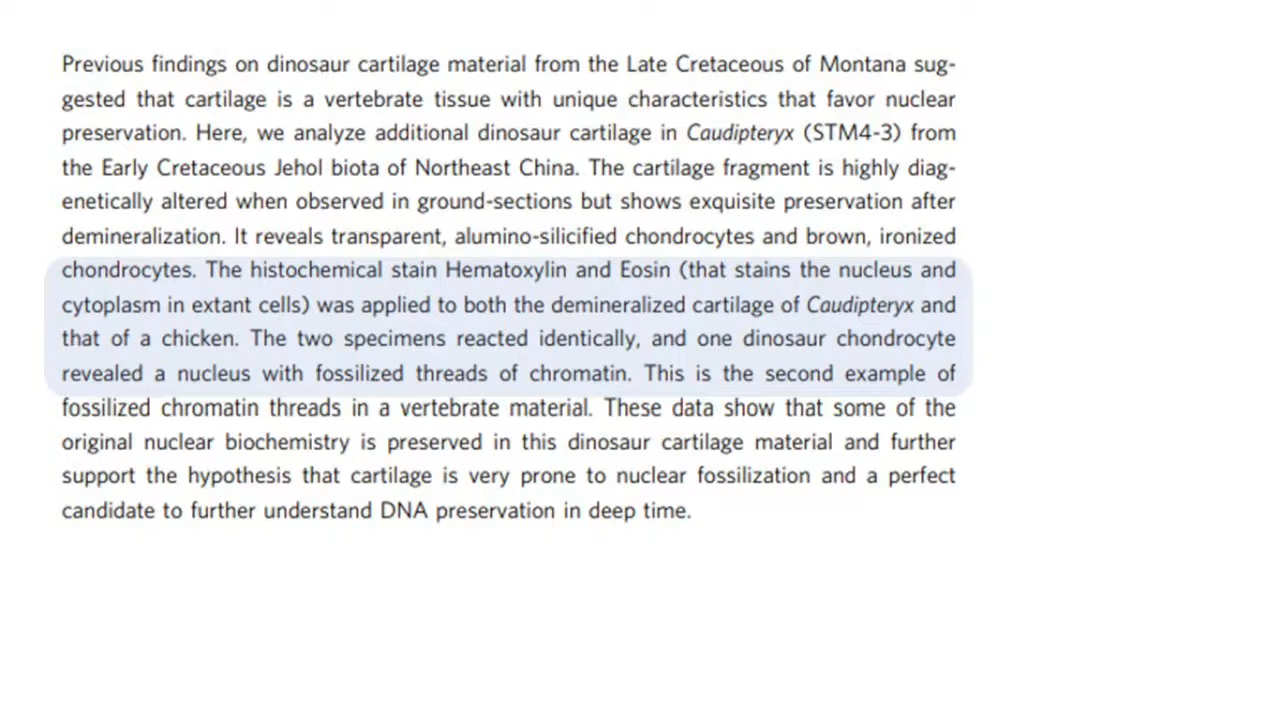 Previous findings on dinosaur cartilage material from the Late Cretaceous of Montana sug-
gested that cartilage is a vertebrate tissue with unique characteristics that favor nuclear
preservation. Here, we analyze additional dinosaur cartilage in Caudipteryx (STM4-3) from
the Early Cretaceous Jehol biota of Northeast China. The cartilage fragment is highly diag-
enetically altered when observed in ground-sections but shows exquisite preservation after
demineralization. It reveals transparent, alumino-silicified chondrocytes and brown, ironized
chondrocytes. The histochemical stain Hematoxylin and Eosin (that stains the nucleus and
cytoplasm in extant cells) was applied to both the demineralized cartilage of Caudipteryx and
that of a chicken. The two specimens reacted identically, and one dinosaur chondrocyte
revealed a nucleus with fossilized threads of chromatin. This is the second example of
fossilized chromatin threads in a vertebrate material. These data show that some of the
original nuclear biochemistry is preserved in this dinosaur cartilage material and further
support the hypothesis that cartilage is very prone to nuclear fossilization and a perfect
candidate to further understand DNA preservation in deep time.